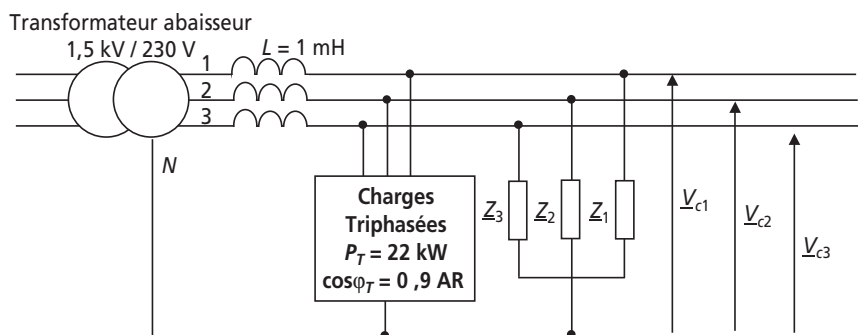 Transformateur abaisseur
1,5 kV / 230 V
L = 1 mH
1
2
3
N
Charges
Triphasées
P_T = 22 kW
cosφ_T = 0 ,9 AR
Z_3
Z_2
Z_1
V_c1
V_c2
V_c3